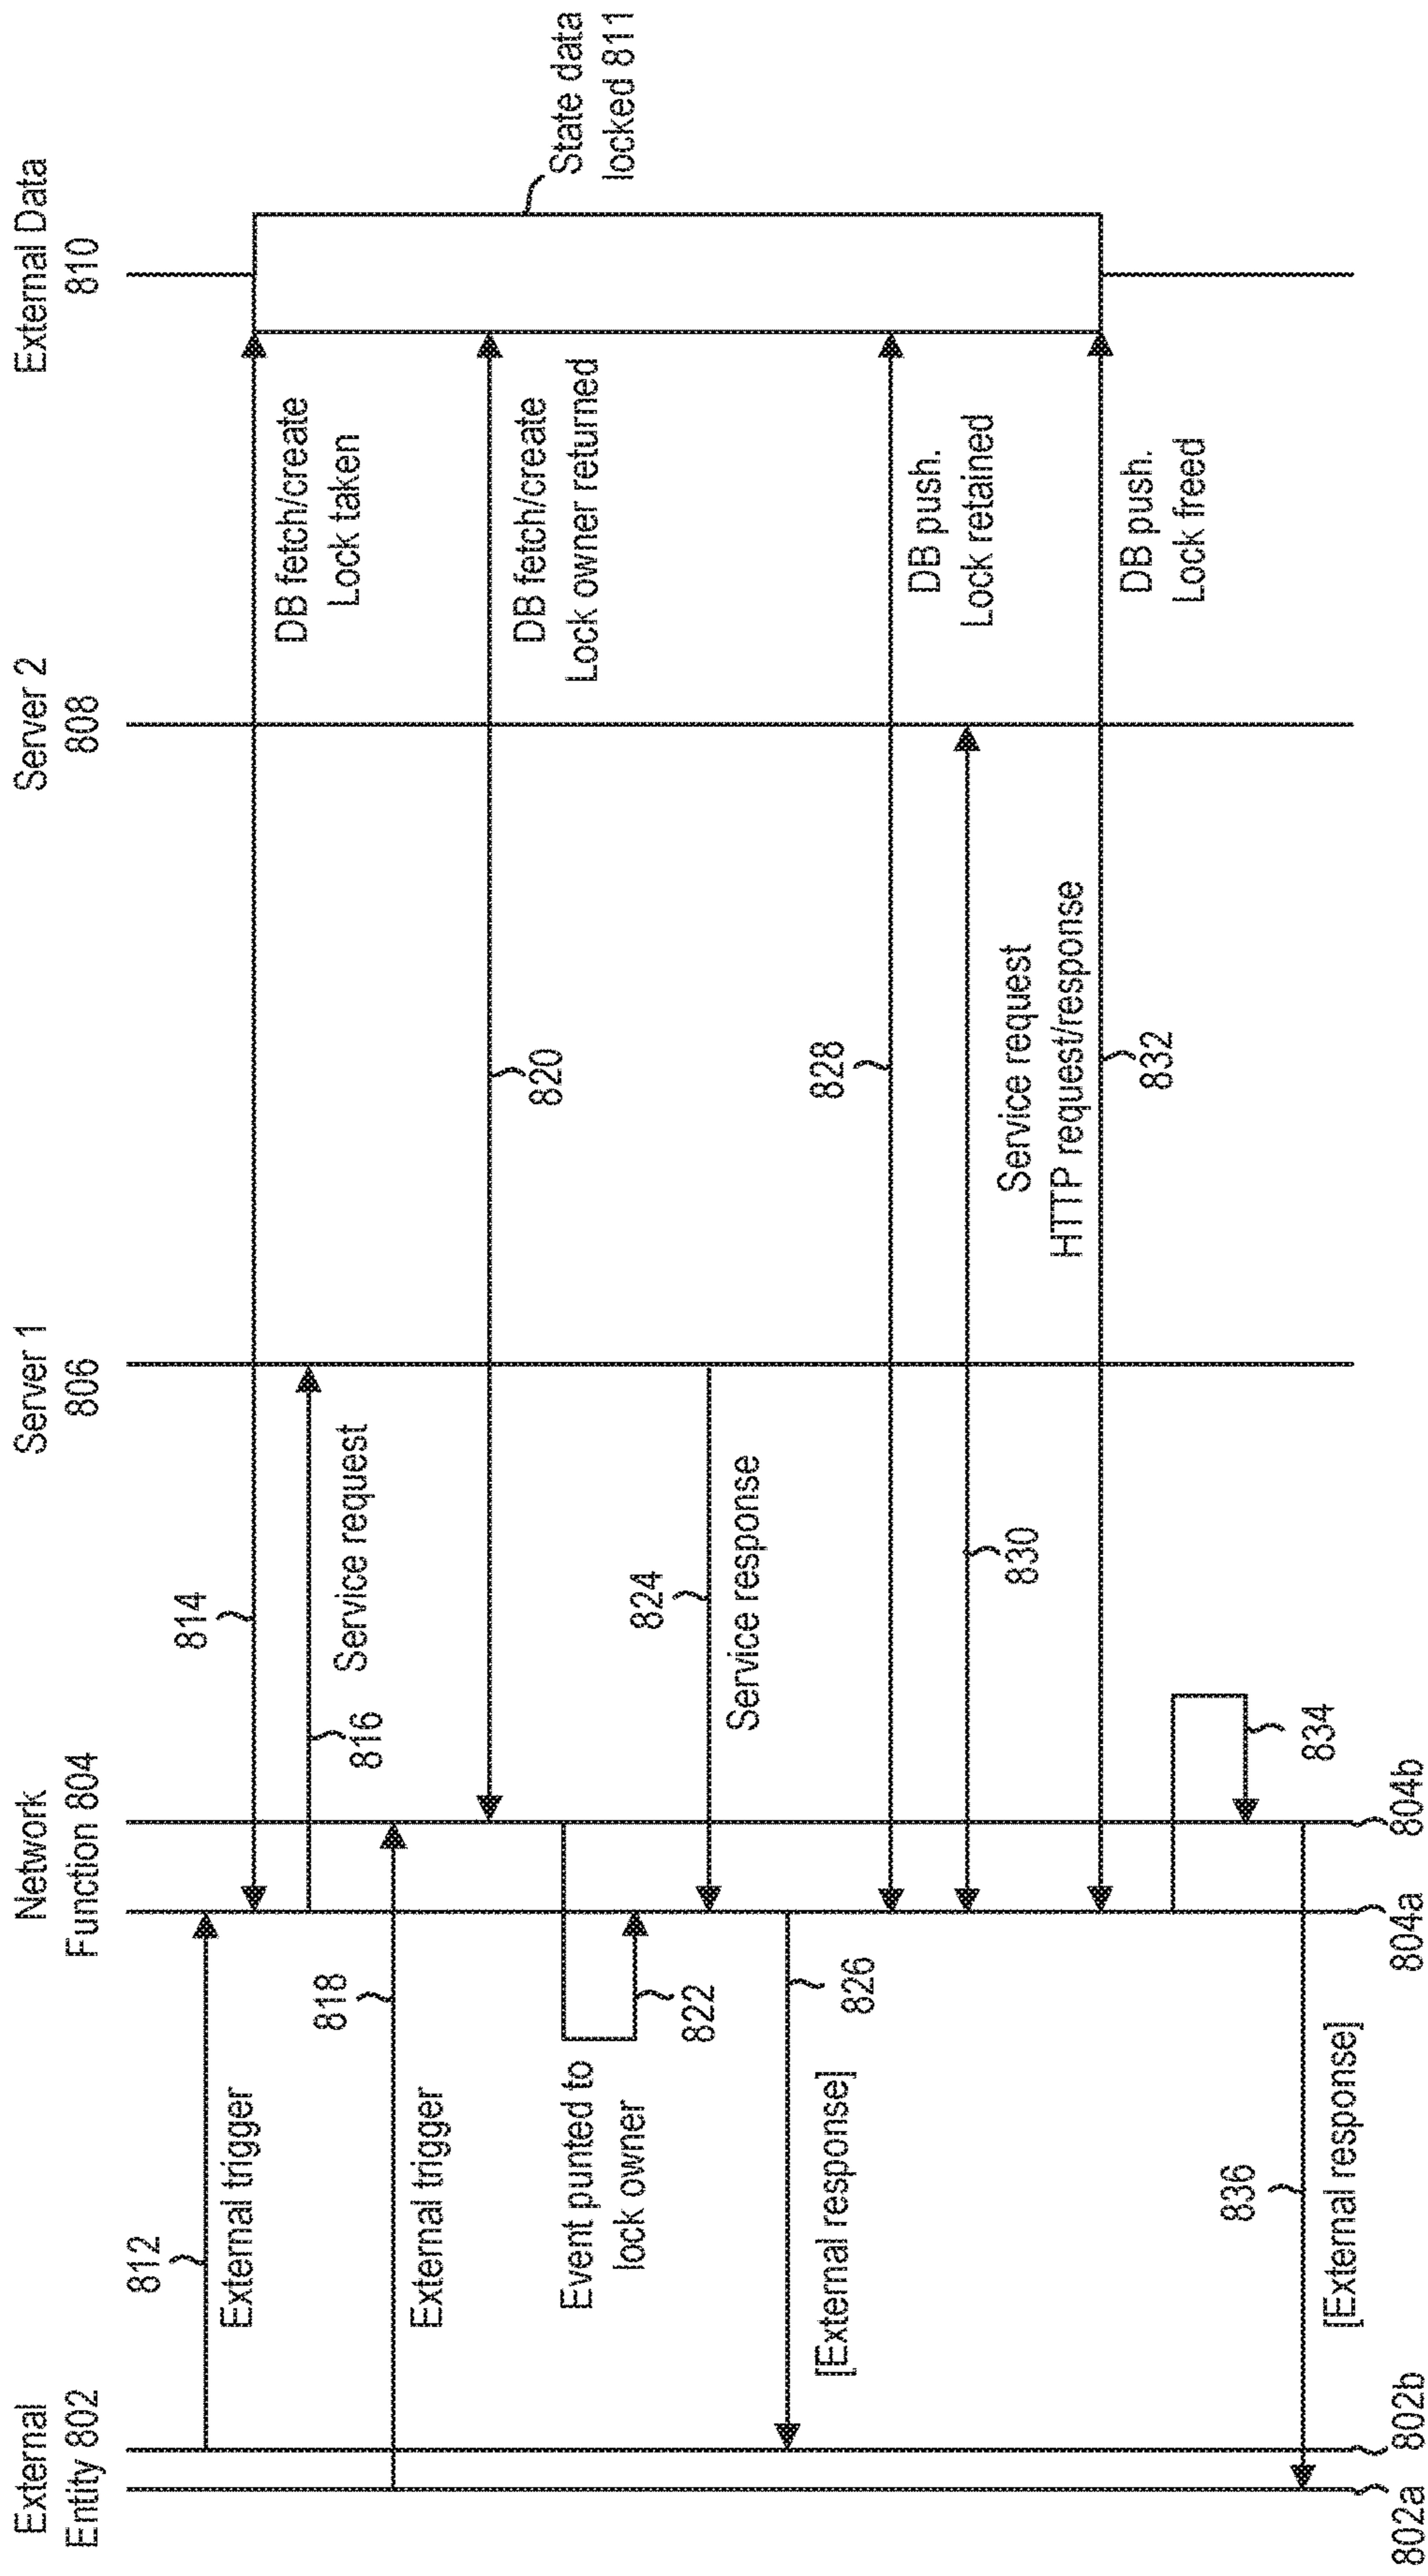 External
Entity 802
Network
Function 804
Server 1
806
Server 2
808
External Data
810
812
External trigger
814
DB fetch/create
Lock taken
816
Service request
818
External trigger
820
DB fetch/create
Lock owner returned
State data
locked 811
Event punted to
lock owner
822
824
Service response
826
[External response]
828
DB push.
Lock retained
830
Service request
HTTP request/response
832
DB push.
Lock freed
834
836
[External response]
802a
802b
804a
804b